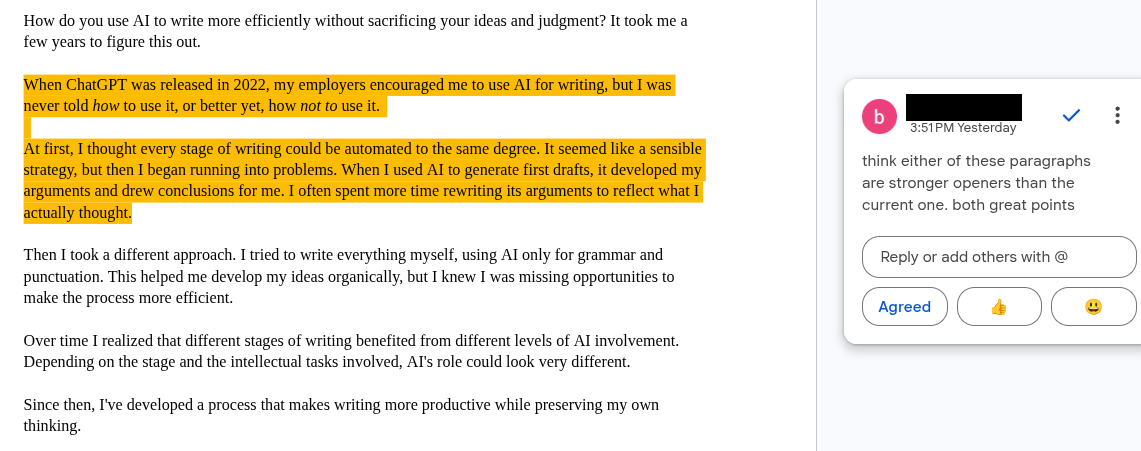 How do you use AI to write more efficiently without sacrificing your ideas and judgment? It took me a
few years to figure this out.
When ChatGPT was released in 2022, my employers encouraged me to use AI for writing, but I was
never told how to use it, or better yet, how not to use it.
At first, I thought every stage of writing could be automated to the same degree. It seemed like a sensible
strategy, but then I began running into problems. When I used AI to generate first drafts, it developed my
arguments and drew conclusions for me. I often spent more time rewriting its arguments to reflect what I
actually thought.
Then I took a different approach. I tried to write everything myself, using AI only for grammar and
punctuation. This helped me develop my ideas organically, but I knew I was missing opportunities to
make the process more efficient.
Over time I realized that different stages of writing benefited from different levels of AI involvement.
Depending on the stage and the intellectual tasks involved, AI's role could look very different.
Since then, I've developed a process that makes writing more productive while preserving my own
thinking.
b
3:51 PM Yesterday
think either of these paragraphs
are stronger openers than the
current one. both great points
Reply or add others with @
Agreed 👍 😃